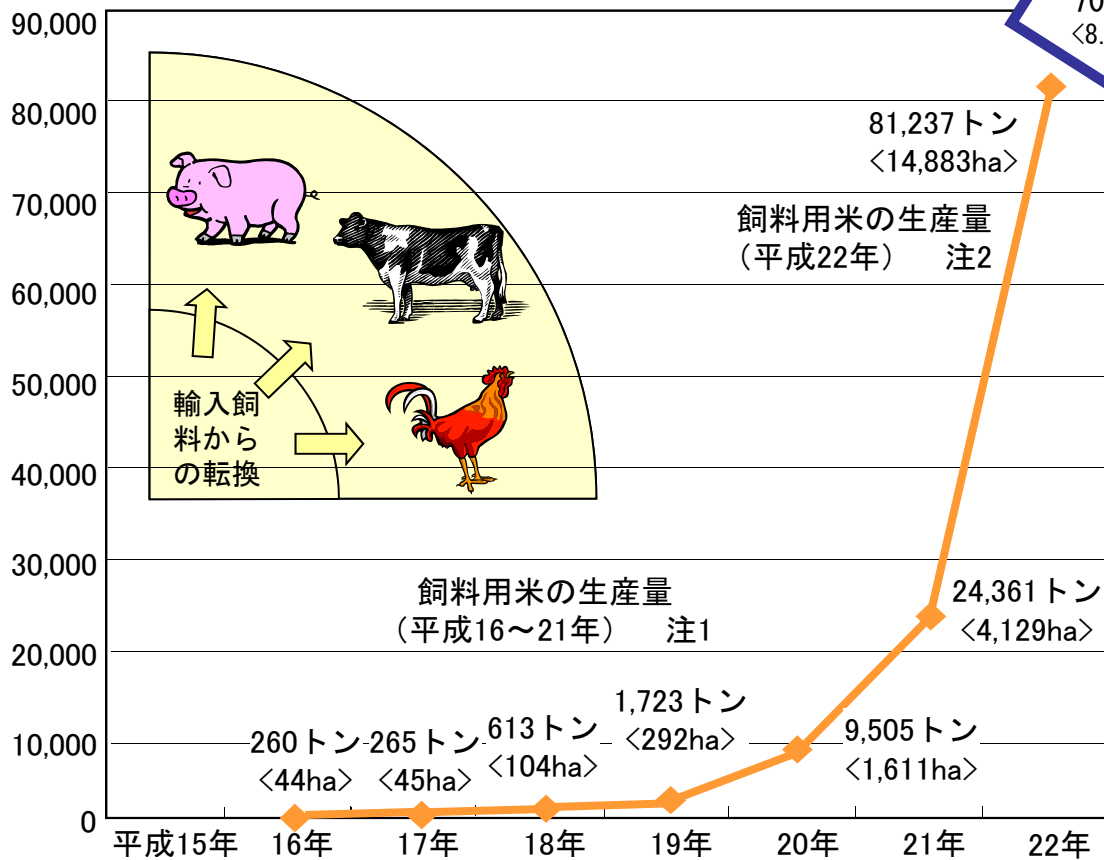 90,000
80,000
70,000
60,000
50,000
40,000
30,000
20,000
10,000
0
81,237トン
<14,883ha>
飼料用米の生産量
（平成22年） 注2
輸入飼
料から
の転換
飼料用米の生産量
（平成16～21年） 注1
24,361トン
<4,129ha>
260トン
<44ha>
265トン
<45ha>
613トン
<104ha>
1,723トン
<292ha>
9,505トン
<1,611ha>
平成15年 16年 17年 18年 19年 20年 21年 22年